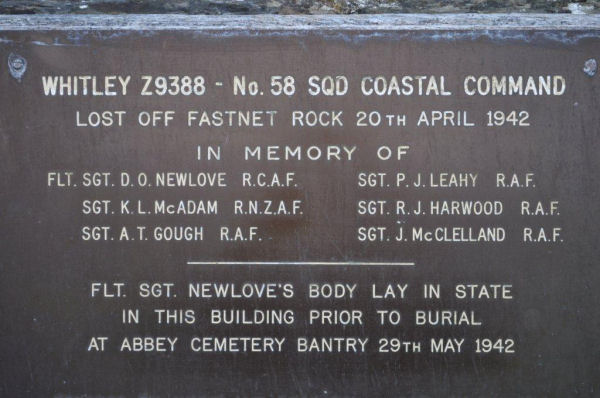 WHITLEY Z9388 - No. 58 SQD COASTAL COMMAND
LOST OFF FASTNET ROCK 20TH APRIL 1942
IN MEMORY OF
FLT. SGT. D. O. NEWLOVE R.C.A.F. SGT. P. J. LEAHY R.A.F.
SGT. K. L. McADAM R.N.Z.A.F. SGT. R. J. HARWOOD R.A.F.
SGT. A. T. GOUGH R.A.F. SGT. J. McCLELLAND R.A.F.
FLT. SGT. NEWLOVE'S BODY LAY IN STATE
IN THIS BUILDING PRIOR TO BURIAL
AT ABBEY CEMETERY BANTRY 29TH MAY 1942